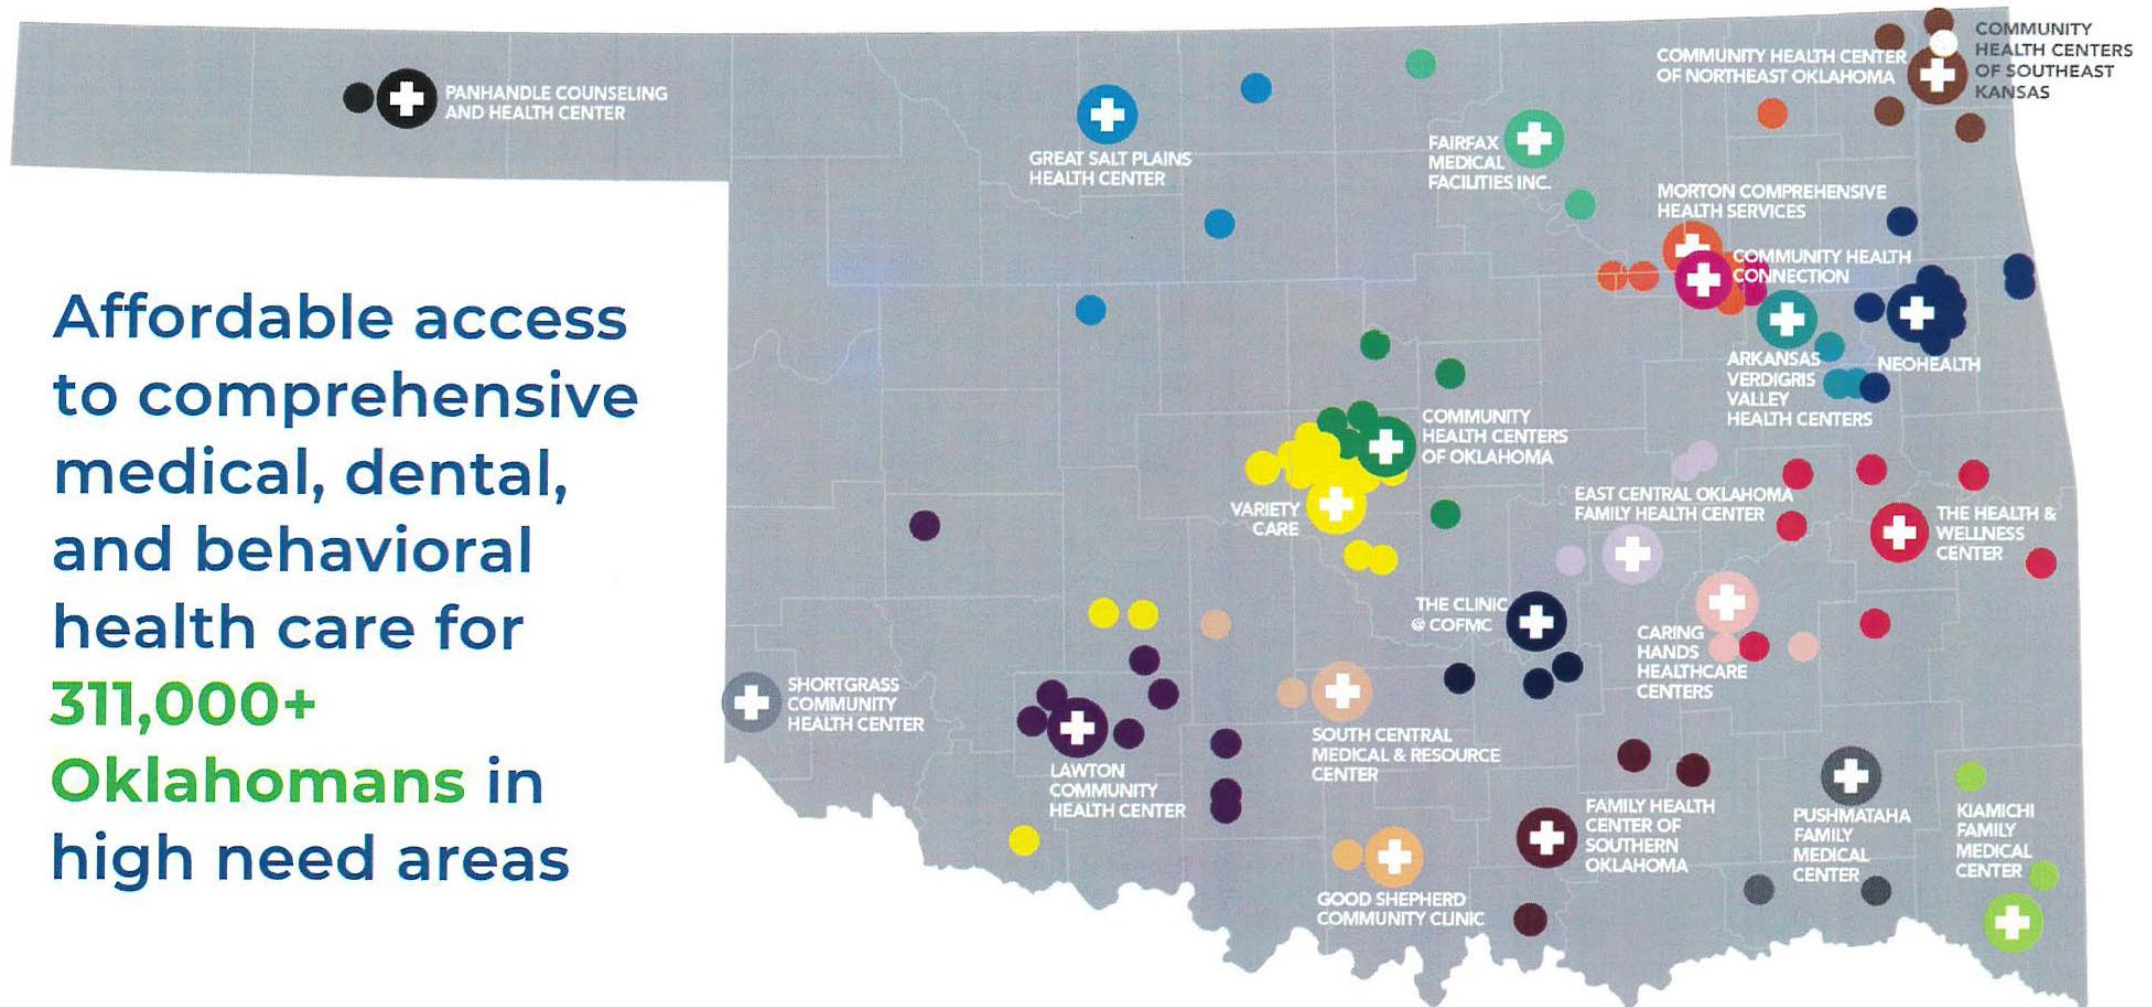 COMMUNITY
HEALTH CENTERS
OF SOUTHEAST
KANSAS
COMMUNITY HEALTH CENTER
OF NORTHEAST OKLAHOMA
PANHANDLE COUNSELING
AND HEALTH CENTER
GREAT SALT PLAINS
HEALTH CENTER
FAIRFAX
MEDICAL
FACILITIES INC.
MORTON COMPREHENSIVE
HEALTH SERVICES
COMMUNITY HEALTH
CONNECTION
ARKANSAS
VERDIGRIS
VALLEY
HEALTH CENTERS
NEOHEALTH
Affordable access
to comprehensive
medical, dental,
and behavioral
health care for
311,000+
Oklahomans in
high need areas
COMMUNITY
HEALTH CENTERS
OF OKLAHOMA
VARIETY
CARE
EAST CENTRAL OKLAHOMA
FAMILY HEALTH CENTER
THE HEALTH &
WELLNESS
CENTER
THE CLINIC
@ COFMC
CARING
HANDS
HEALTHCARE
CENTERS
SHORTGRASS
COMMUNITY
HEALTH CENTER
LAWTON
COMMUNITY
HEALTH CENTER
SOUTH CENTRAL
MEDICAL & RESOURCE
CENTER
FAMILY HEALTH
CENTER OF
SOUTHERN
OKLAHOMA
PUSHMATAHA
FAMILY
MEDICAL
CENTER
KIAMICHI
FAMILY
MEDICAL
CENTER
GOOD SHEPHERD
COMMUNITY CLINIC